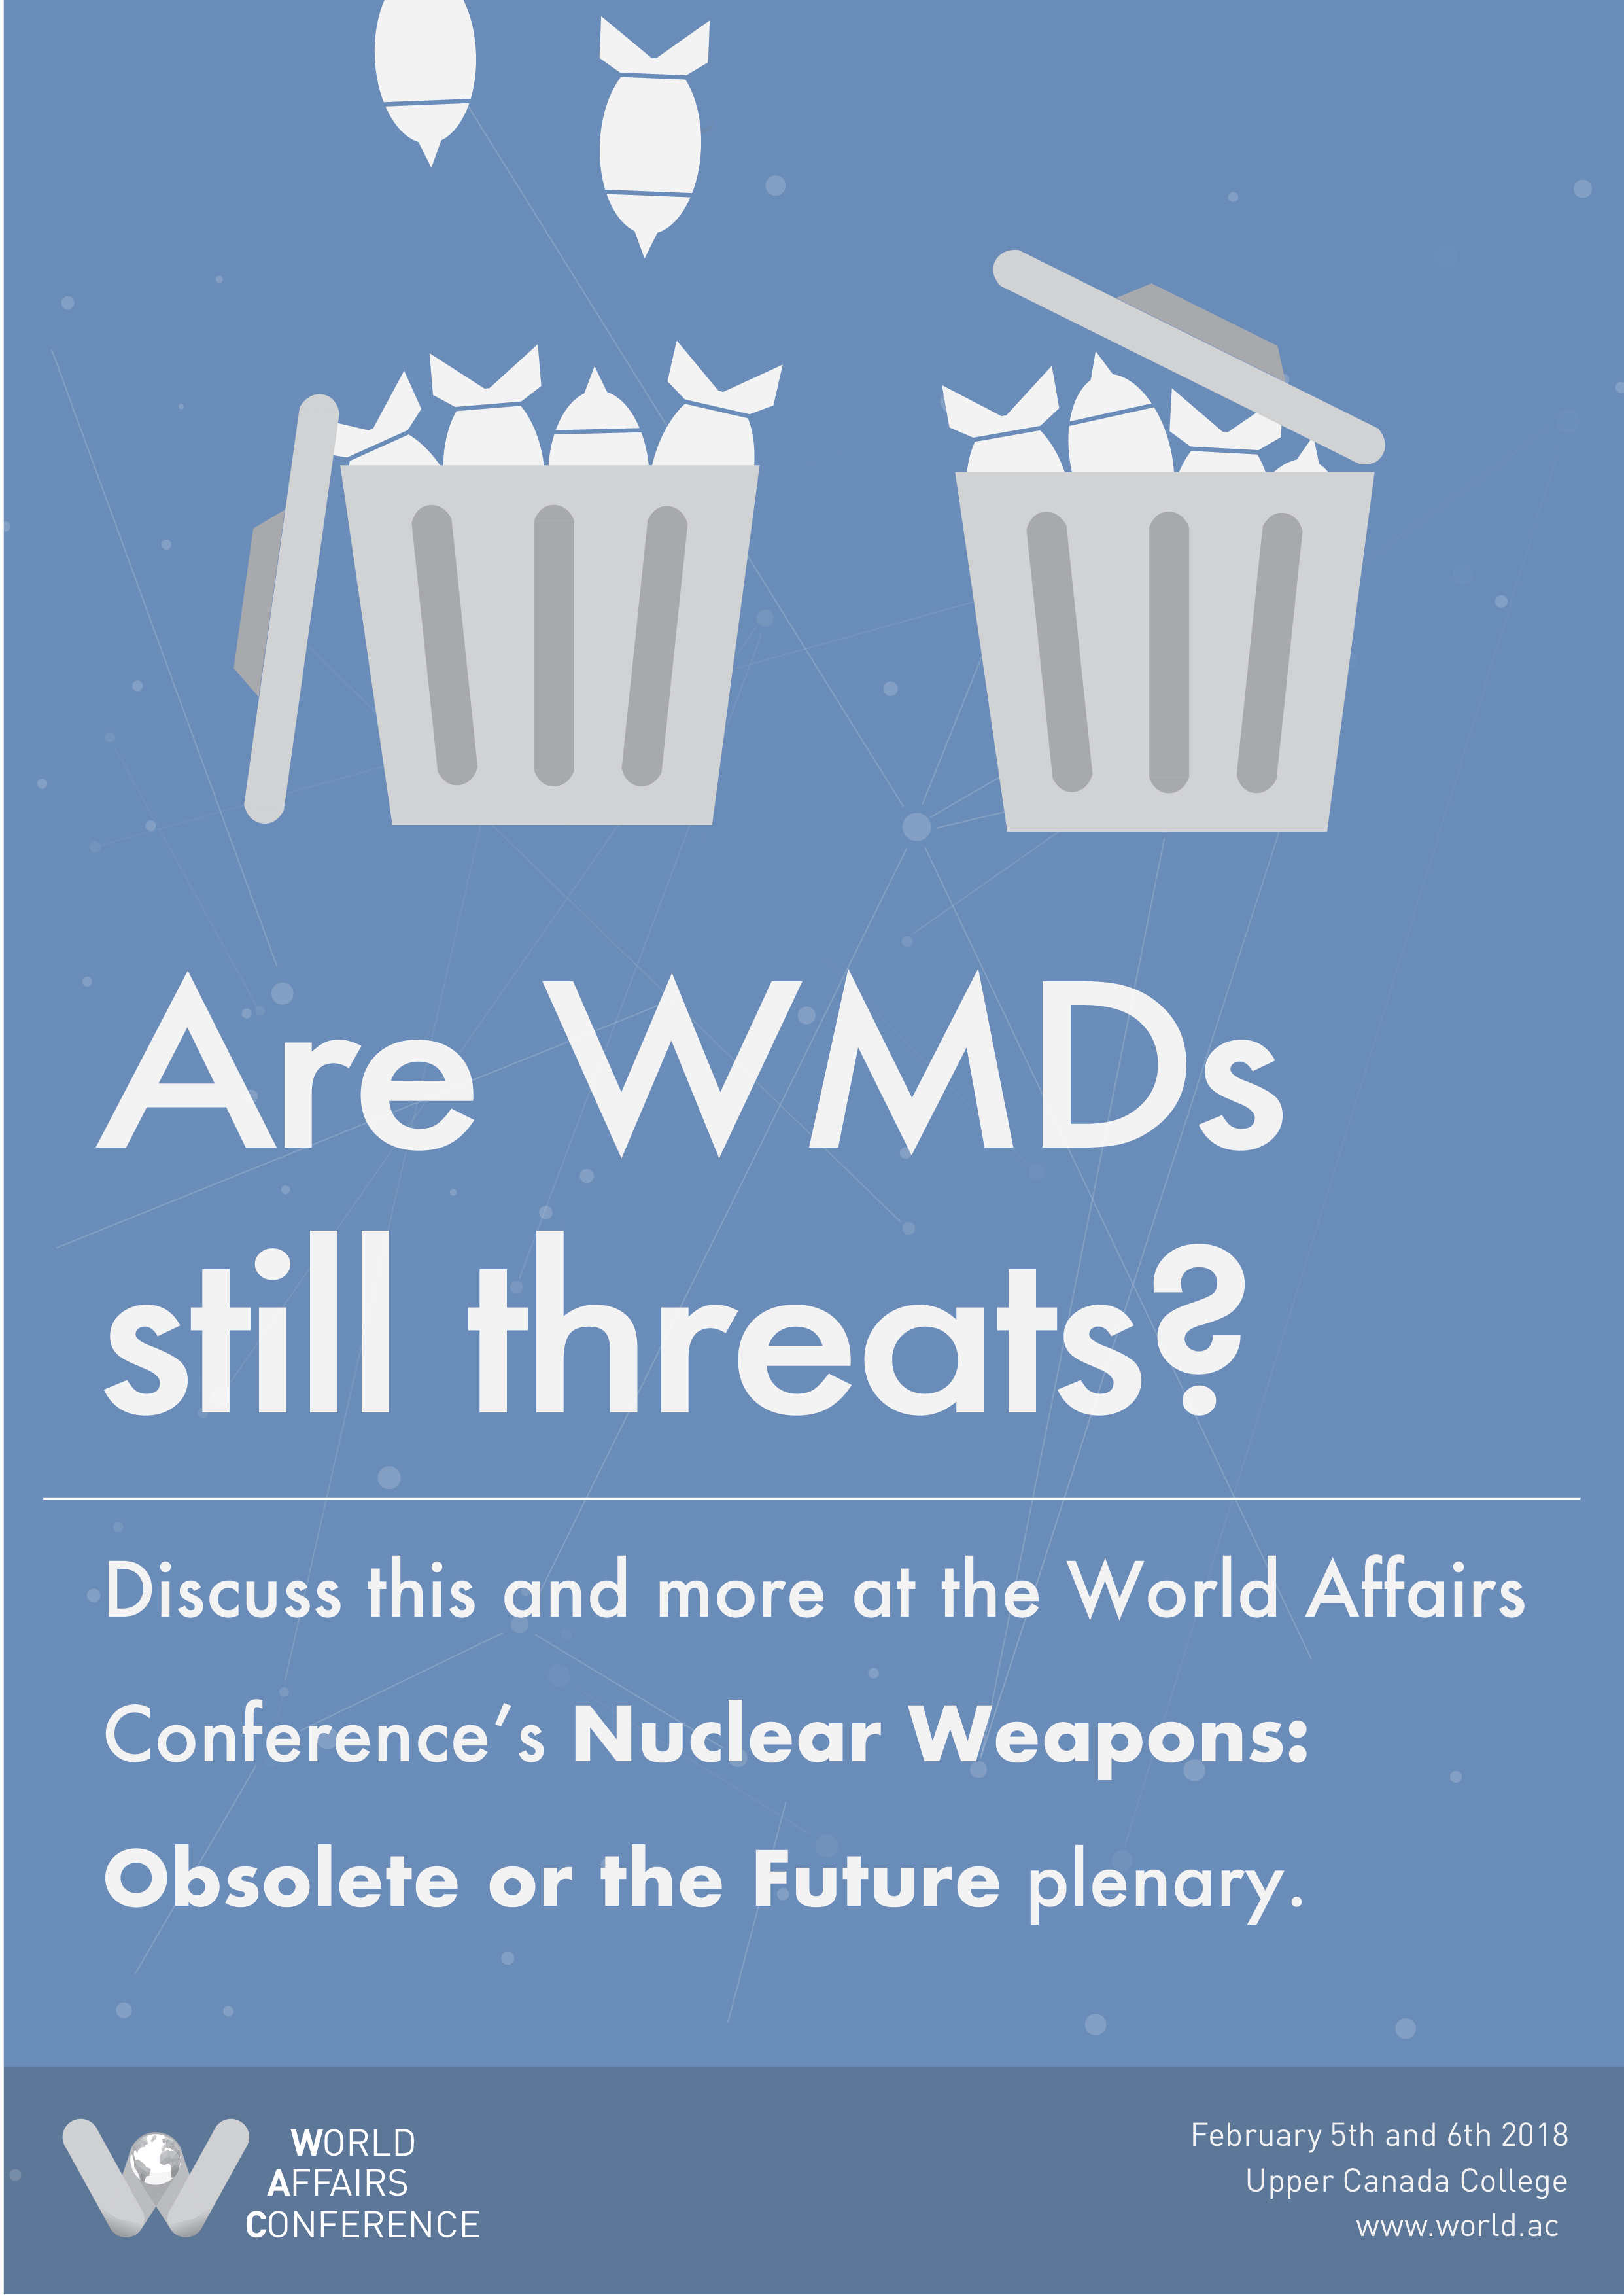 Are WMDs
still threats?
Discuss this and more at the World Affairs
Conference’s Nuclear Weapons:
Obsolete or the Future plenary.
WORLD
AFFAIRS
CONFERENCE
February 5th and 6th 2018
Upper Canada College
www.world.ac